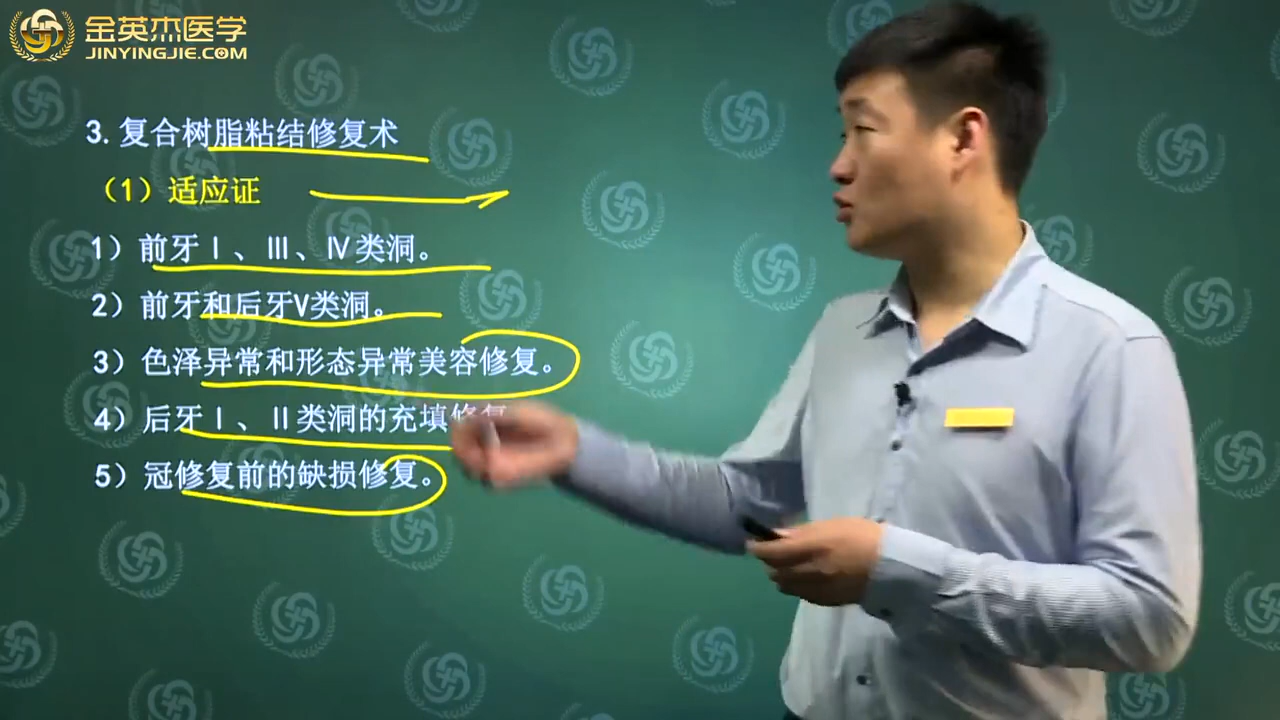 金英杰医学
JINYINGJIE.COM
3. 复合树脂粘结修复术
（1）适应证
1）前牙Ⅰ、Ⅲ、Ⅳ类洞。
2）前牙和后牙V类洞。
3）色泽异常和形态异常美容修复。
4）后牙Ⅰ、Ⅱ类洞的充填修复
5）冠修复前的缺损修复。